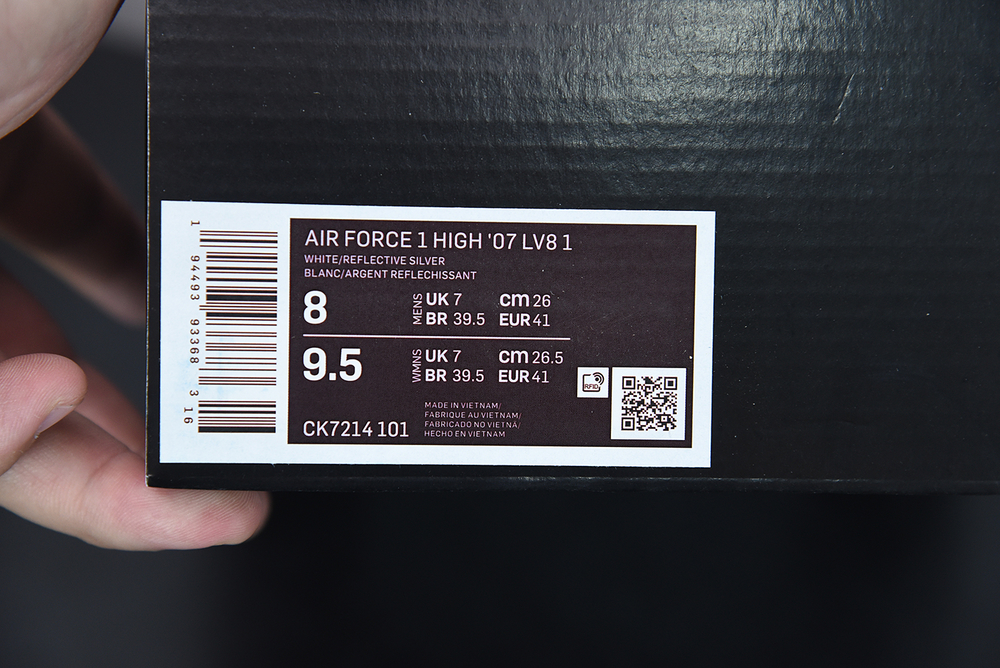 AIR FORCE 1 HIGH '07 LV8 1
WHITE/REFLECTIVE SILVER
BLANC/ARGENT REFLECHISSANT
8 MENS UK 7 cm 26
BR 39.5 EUR 41
9.5 WMNS UK 7 cm 26.5
BR 39.5 EUR 41
RFID
MADE IN VIETNAM/
FABRIQUE AU VIETNAM/
FABRICADO NO VIETNÃ/
HECHO EN VIETNAM
CK7214 101
1 94493 93368 3 16